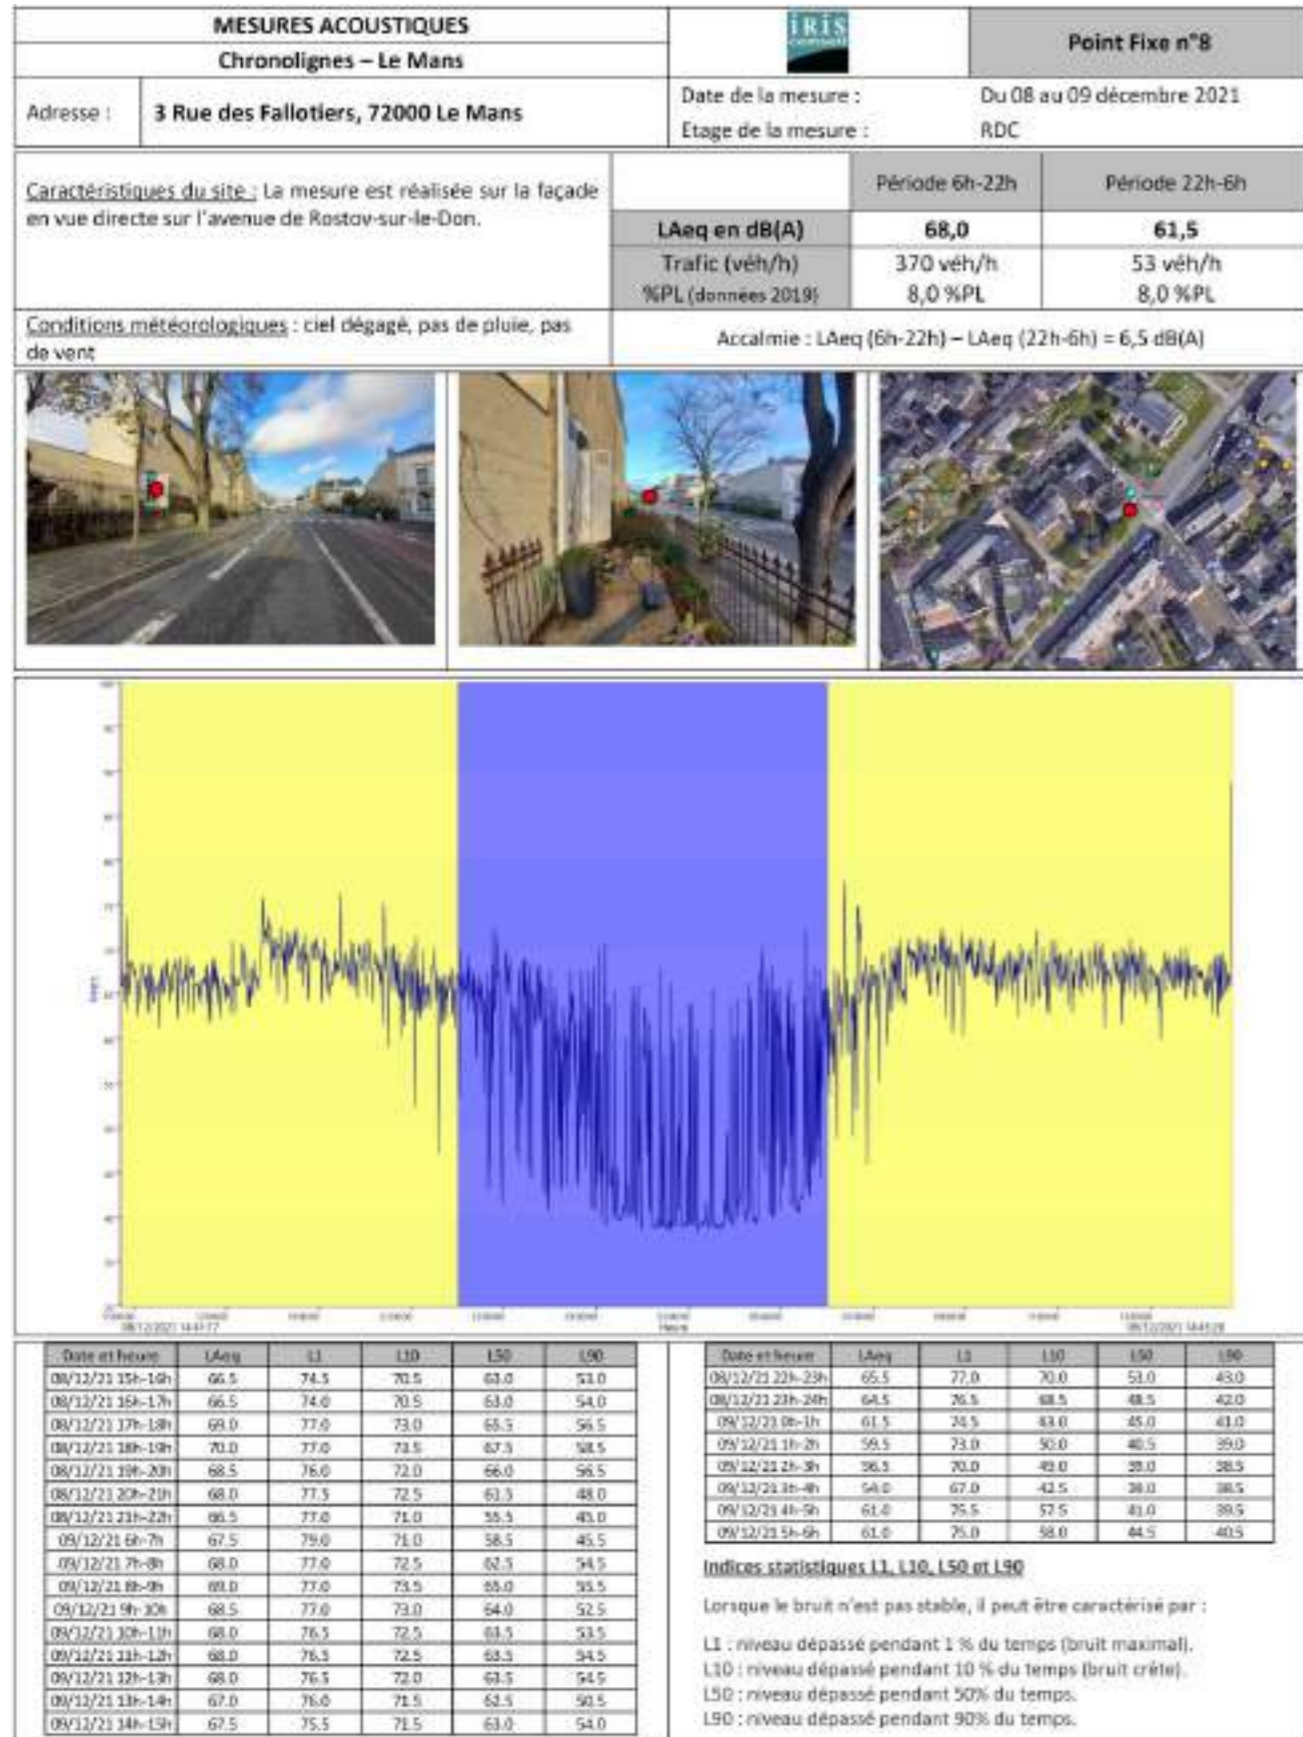 MESURES ACOUSTIQUES
Chronolignes – Le Mans
iRiS
conseil
Point Fixe n°8
Adresse :
3 Rue des Fallotiers, 72000 Le Mans
Date de la mesure :
Du 08 au 09 décembre 2021
Etage de la mesure :
RDC
Caractéristiques du site : La mesure est réalisée sur la façade
en vue directe sur l'avenue de Rostov-sur-le-Don.
Période 6h-22h
Période 22h-6h
LAeq en dB(A)
68,0
61,5
Trafic (véh/h)
370 véh/h
53 véh/h
%PL (données 2019)
8,0 %PL
8,0 %PL
Conditions météorologiques : ciel dégagé, pas de pluie, pas
de vent
Accalmie : LAeq (6h-22h) – LAeq (22h-6h) = 6,5 dB(A)
Date et heure LAeq L1 L10 L50 L90
08/12/21 15h-16h 66.5 74.5 70.5 63.0 53.0
08/12/21 16h-17h 66.5 74.0 70.5 63.0 54.0
08/12/21 17h-18h 69.0 77.0 73.0 65.5 56.5
08/12/21 18h-19h 70.0 77.0 73.5 67.5 58.5
08/12/21 19h-20h 68.5 76.0 72.0 66.0 56.5
08/12/21 20h-21h 68.0 77.5 72.5 61.5 48.0
08/12/21 21h-22h 66.5 77.0 71.0 55.5 45.0
09/12/21 6h-7h 67.5 79.0 71.0 58.5 45.5
09/12/21 7h-8h 68.0 77.0 72.5 62.5 54.5
09/12/21 8h-9h 69.0 77.0 73.5 65.0 55.5
09/12/21 9h-10h 68.5 77.0 73.0 64.0 52.5
09/12/21 10h-11h 68.0 76.5 72.5 63.5 53.5
09/12/21 11h-12h 68.0 76.5 72.5 63.5 54.5
09/12/21 12h-13h 68.0 76.5 72.0 63.5 54.5
09/12/21 13h-14h 67.0 76.0 71.5 62.5 50.5
09/12/21 14h-15h 67.5 75.5 71.5 63.0 54.0
Date et heure LAeq L1 L10 L50 L90
08/12/21 22h-23h 65.5 77.0 70.0 53.0 43.0
08/12/21 23h-24h 64.5 76.5 68.5 48.5 42.0
09/12/21 0h-1h 61.5 74.5 63.0 45.0 41.0
09/12/21 1h-2h 59.5 73.0 50.0 40.5 39.0
09/12/21 2h-3h 56.5 70.0 49.0 39.0 38.5
09/12/21 3h-4h 54.0 67.0 42.5 38.5
09/12/21 4h-5h 61.0 75.5 57.5 41.0 39.5
09/12/21 5h-6h 61.0 75.0 58.0 44.5 40.5
Indices statistiques L1, L10, L50 et L90
Lorsque le bruit n'est pas stable, il peut être caractérisé par :
L1 : niveau dépassé pendant 1 % du temps (bruit maximal).
L10 : niveau dépassé pendant 10 % du temps (bruit crête).
L50 : niveau dépassé pendant 50% du temps.
L90 : niveau dépassé pendant 90% du temps.